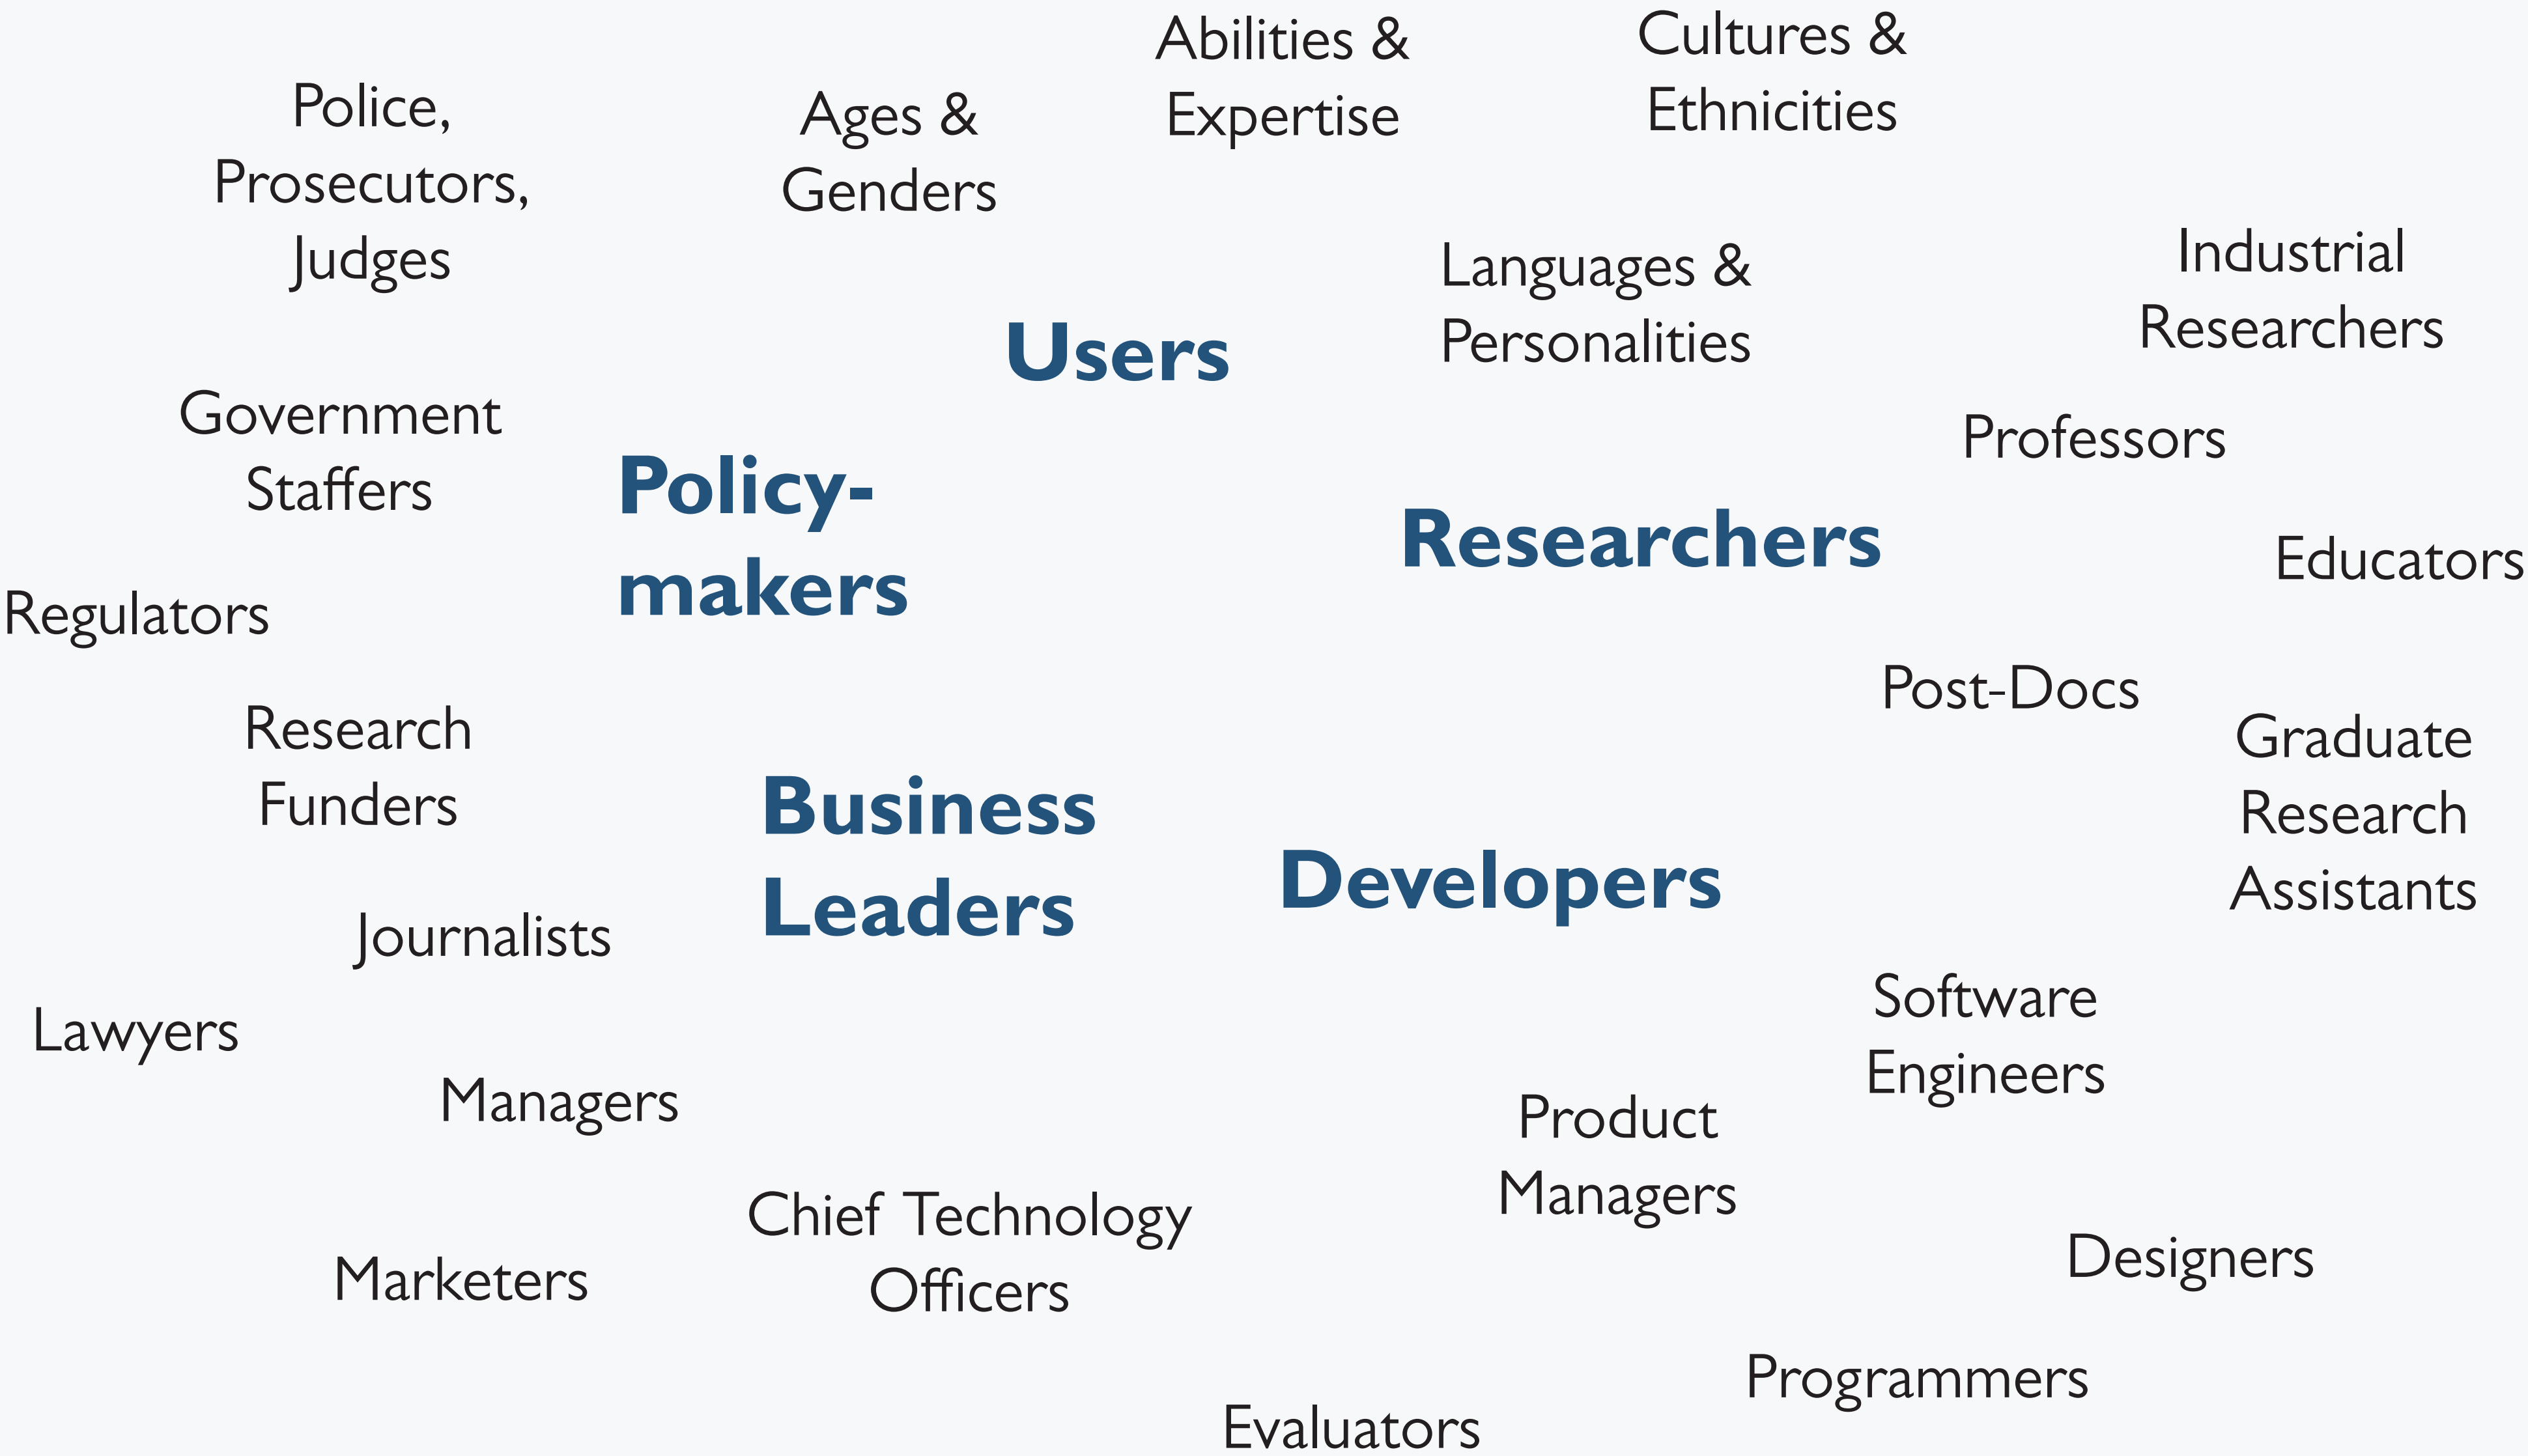 Abilities &
Expertise
Cultures &
Ethnicities
Police,
Prosecutors,
Judges
Ages &
Genders
Languages &
Personalities
Industrial
Researchers
Users
Government
Staffers
Professors
Policy-
makers
Researchers
Educators
Regulators
Post-Docs
Research
Funders
Graduate
Research
Assistants
Business
Leaders
Developers
Journalists
Software
Engineers
Lawyers
Managers
Product
Managers
Chief Technology
Officers
Marketers
Designers
Programmers
Evaluators